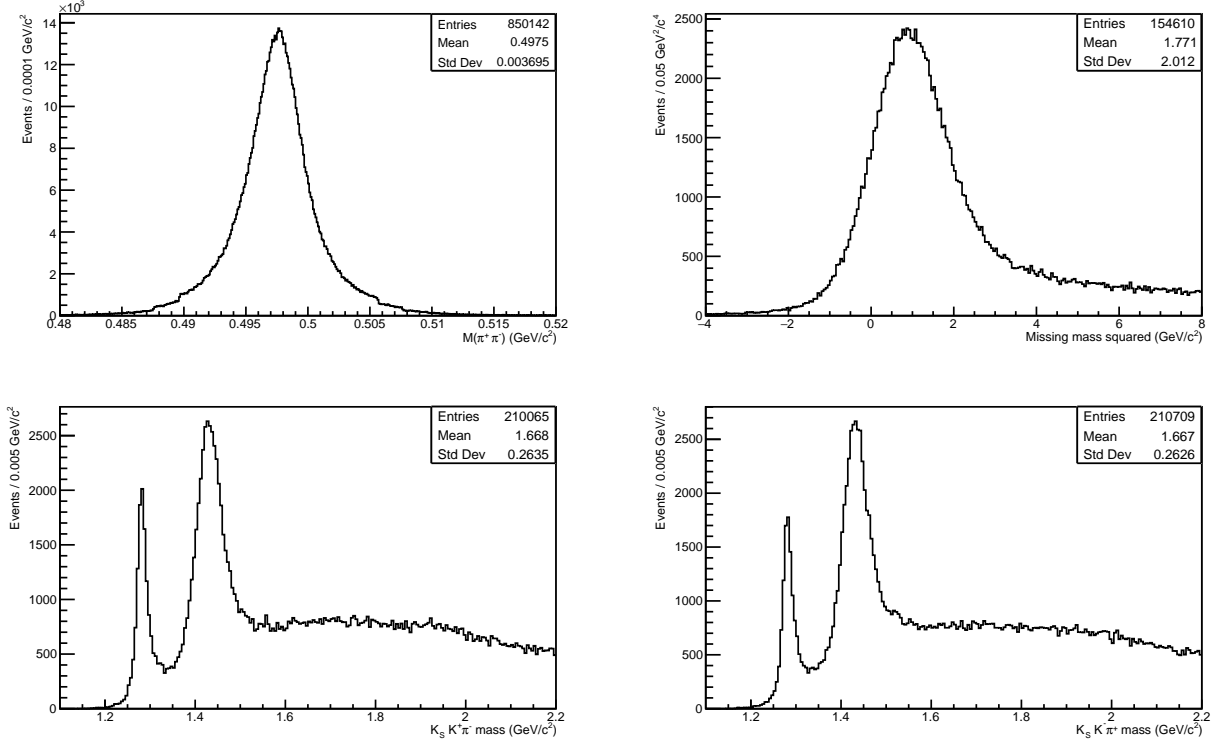 ×10³
14
12
10
8
6
4
2
0
Events / 0.0001 GeV/c²
Entries 850142
Mean 0.4975
Std Dev 0.003695
0.48 0.485 0.49 0.495 0.5 0.505 0.51 0.515 0.52
M(π⁺ π⁻) (GeV/c²)
2500
2000
1500
1000
500
0
Events / 0.05 GeV²/c⁴
Entries 154610
Mean 1.771
Std Dev 2.012
−4 −2 0 2 4 6 8
Missing mass squared (GeV/c²)
2500
2000
1500
1000
500
0
Events / 0.005 GeV/c²
Entries 210065
Mean 1.668
Std Dev 0.2635
1.2 1.4 1.6 1.8 2 2.2
K_S K⁺π⁻ mass (GeV/c²)
2500
2000
1500
1000
500
0
Events / 0.005 GeV/c²
Entries 210709
Mean 1.667
Std Dev 0.2626
1.2 1.4 1.6 1.8 2 2.2
K_S K⁻π⁺ mass (GeV/c²)